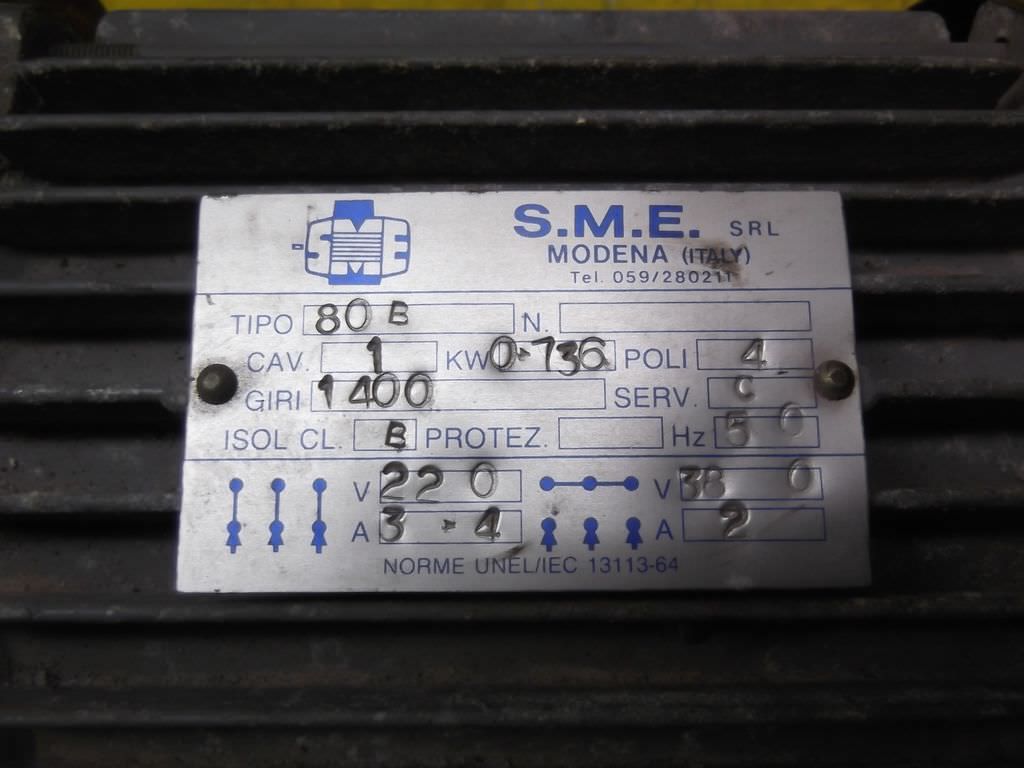 SME
S.M.E. SRL
MODENA (ITALY)
Tel. 059/280211
TIPO 80 B N.
CAV. 1 KW 0.736 POLI 4
GIRI 1400 SERV. C
ISOL CL. B PROTEZ. Hz 50
V 220 V 380
A 3.4 A 2
NORME UNEL/IEC 13113-64